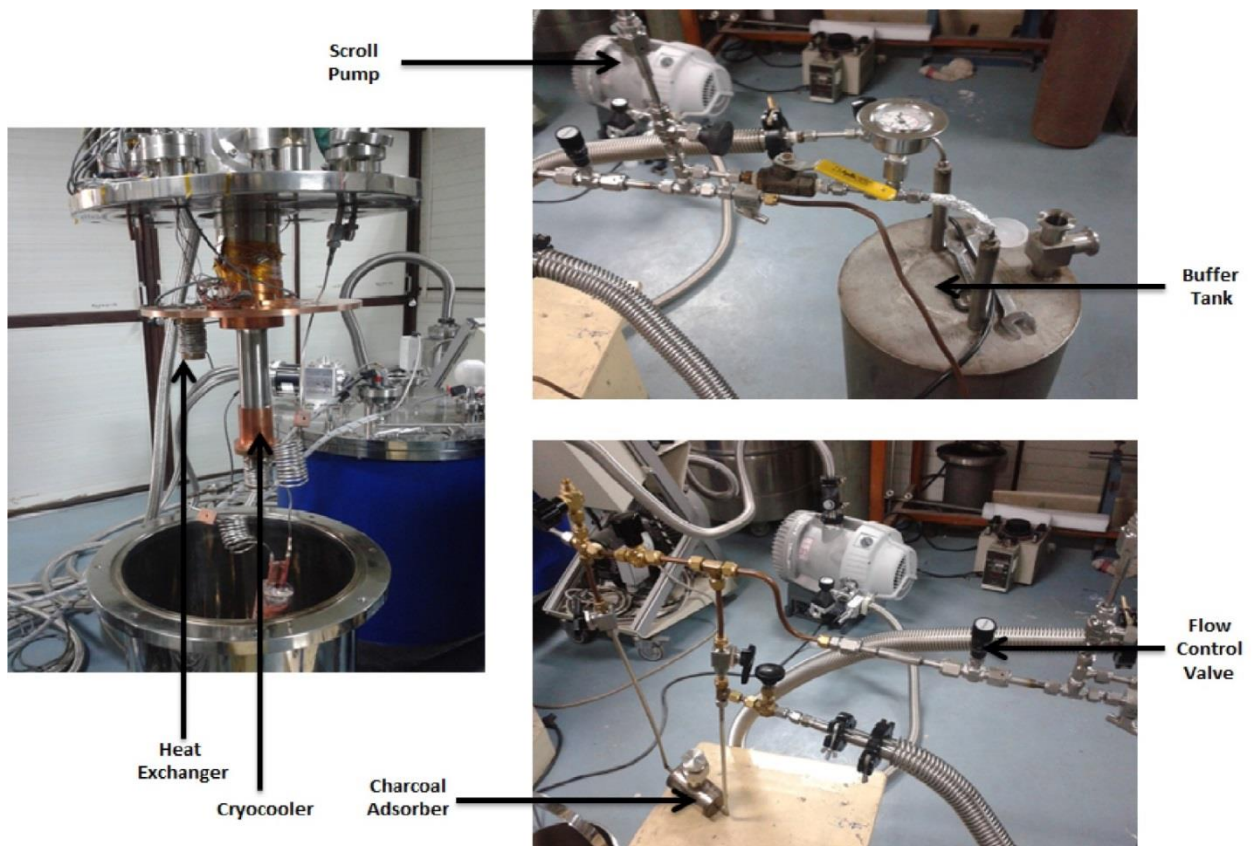 Scroll
Pump
Buffer
Tank
Flow
Control
Valve
Heat
Exchanger
Cryocooler
Charcoal
Adsorber